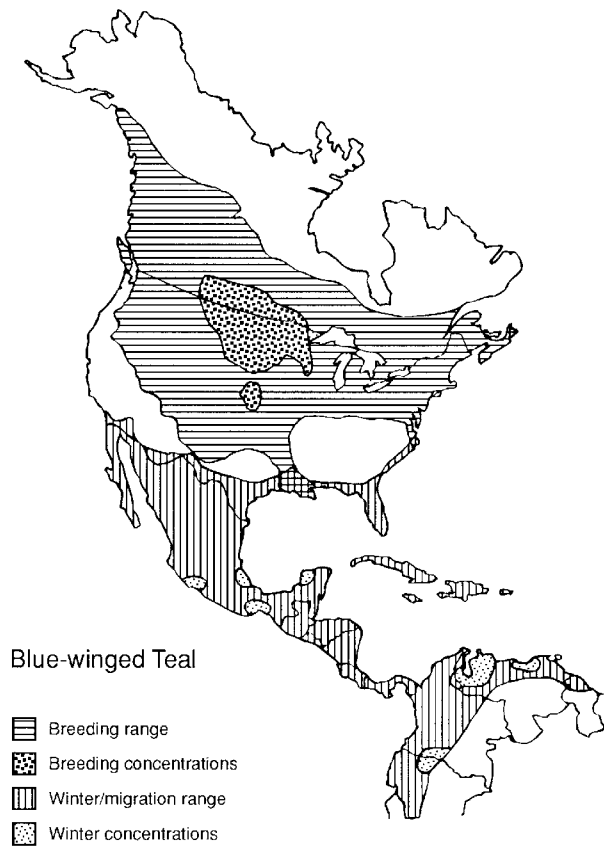 Blue-winged Teal
Breeding range
Breeding concentrations
Winter/migration range
Winter concentrations